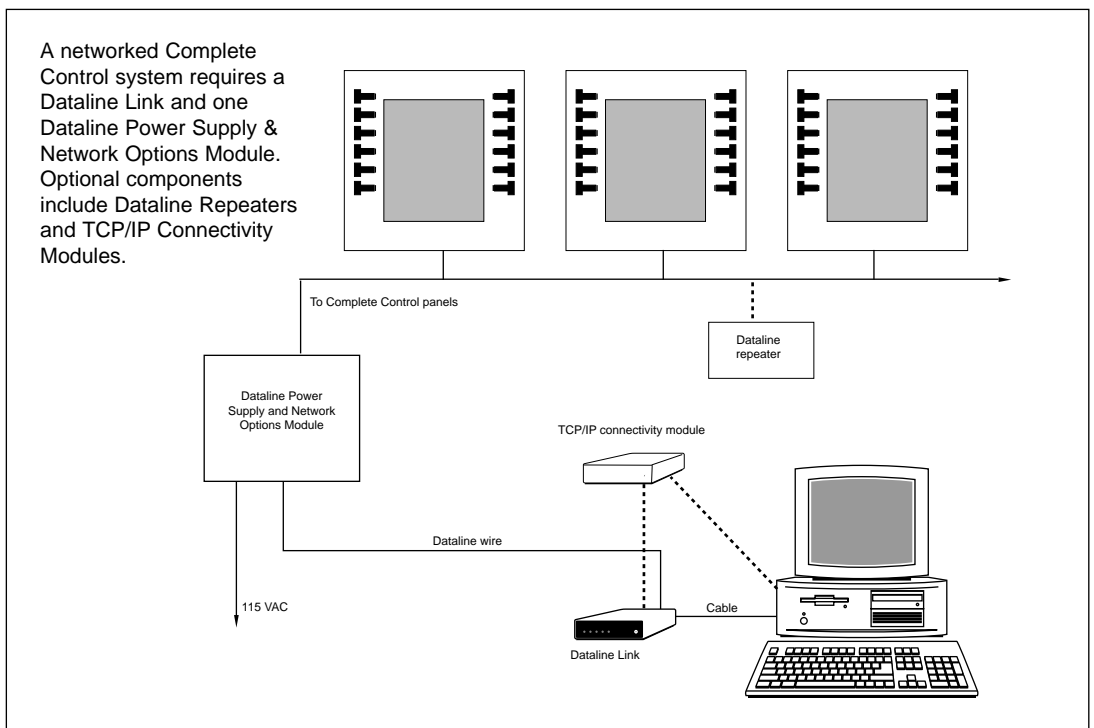 A networked Complete
Control system requires a
Dataline Link and one
Dataline Power Supply &
Network Options Module.
Optional components
include Dataline Repeaters
and TCP/IP Connectivity
Modules.
To Complete Control panels
Dataline
repeater
Dataline Power
Supply and Network
Options Module
TCP/IP connectivity module
Dataline wire
115 VAC
Cable
Dataline Link